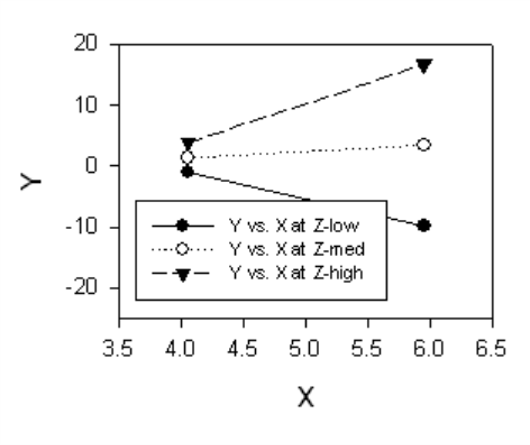 20
10
0
-10
-20
Y
Y vs. X at Z-low
Y vs. X at Z-med
Y vs. X at Z-high
3.5 4.0 4.5 5.0 5.5 6.0 6.5
X